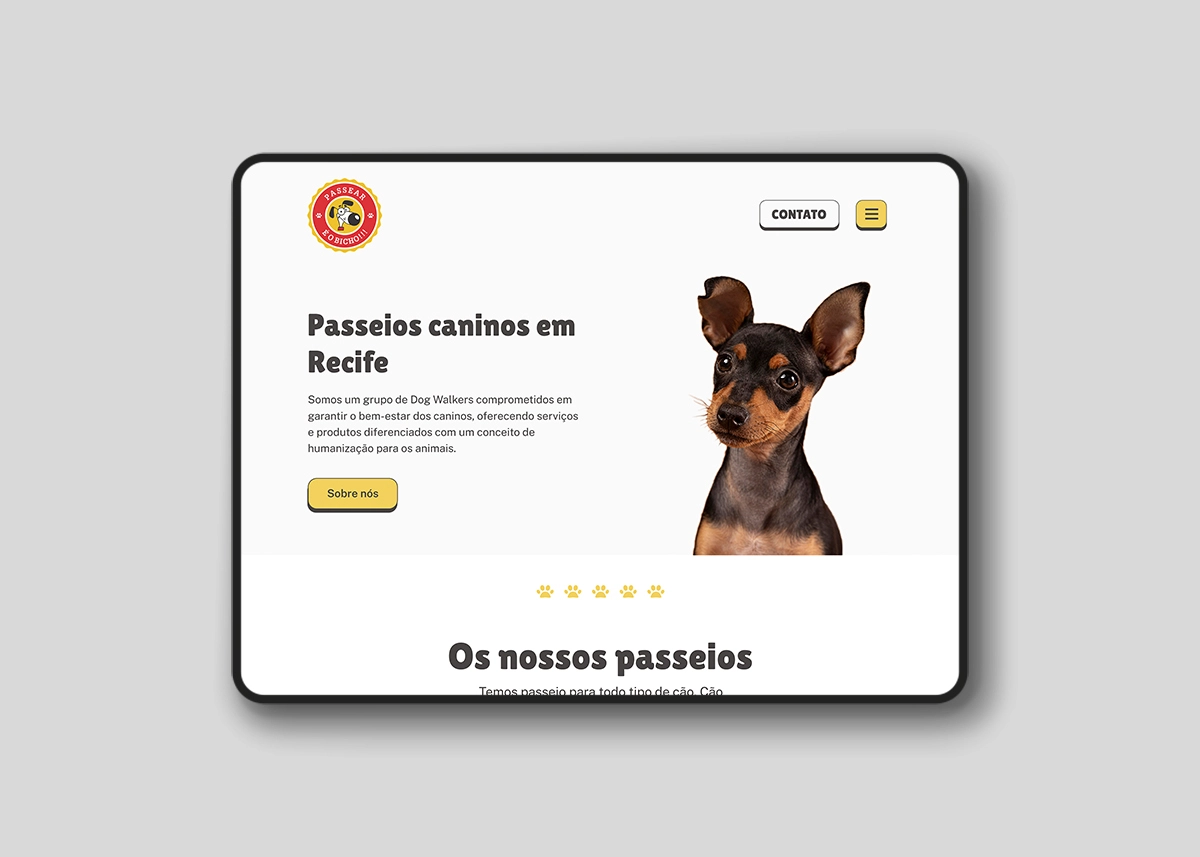 PASSEAR
É O BICHO!!!
CONTATO
Passeios caninos em
Recife
Somos um grupo de Dog Walkers comprometidos em
garantir o bem-estar dos caninos, oferecendo serviços
e produtos diferenciados com um conceito de
humanização para os animais.
Sobre nós
Os nossos passeios
Temos passeio para todo tipo de cão. Cão